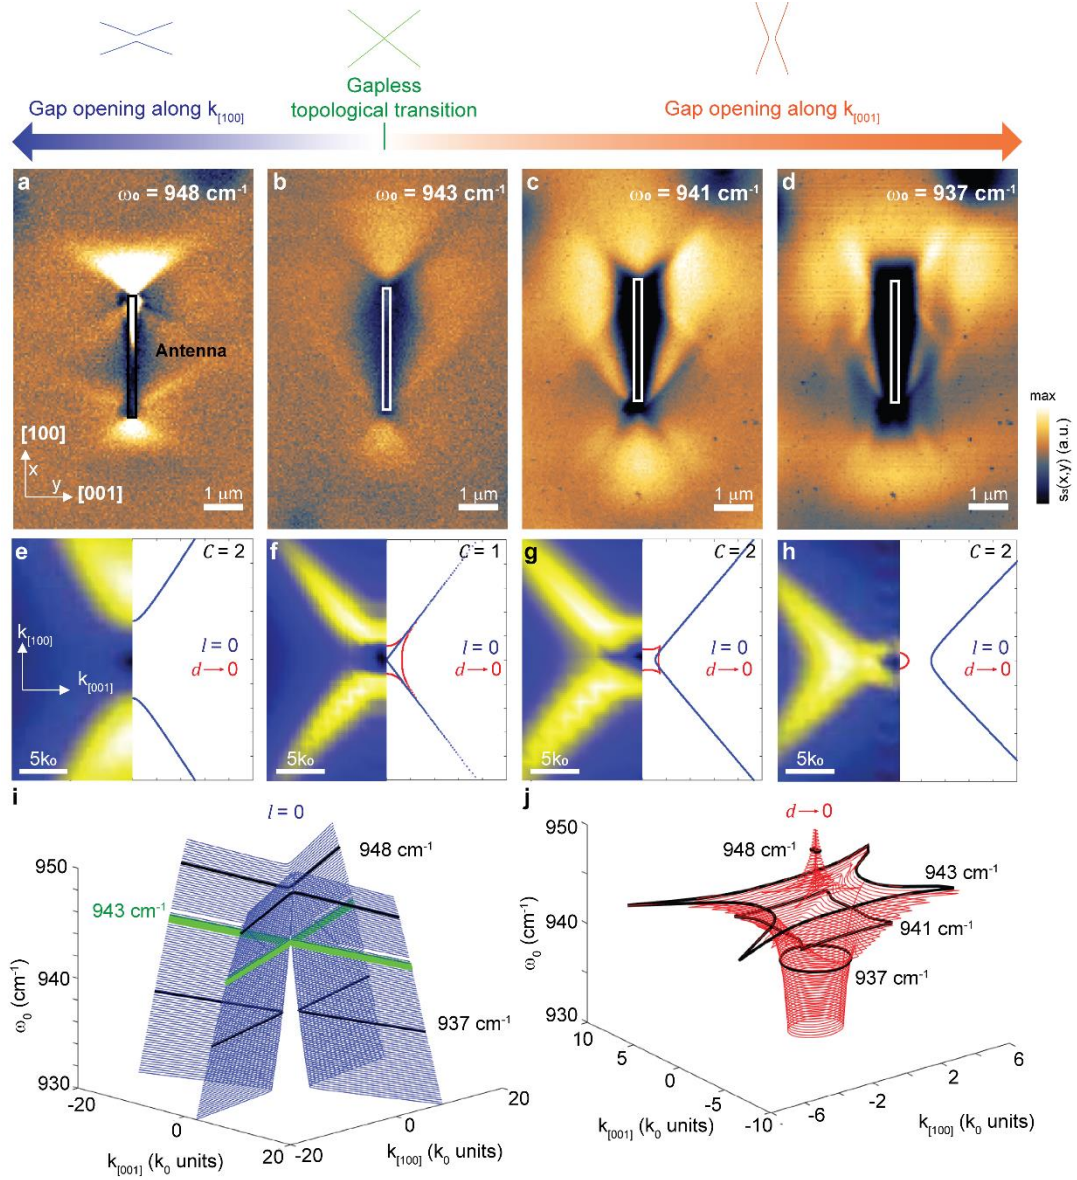 Gapless
topological transition
Gap opening along k[100]
Gap opening along k[001]
a
ω₀ = 948 cm⁻¹
b
ω₀ = 943 cm⁻¹
c
ω₀ = 941 cm⁻¹
d
ω₀ = 937 cm⁻¹
Antenna
[100]
x
y
[001]
1 μm
1 μm
1 μm
1 μm
max
s₃(x,y) (a.u.)
e
C = 2
f
C = 1
g
C = 2
h
C = 2
k[100]
k[001]
l = 0
d→0
l = 0
d→0
l = 0
d→0
l = 0
d→0
5k₀
5k₀
5k₀
5k₀
i
l = 0
948 cm⁻¹
943 cm⁻¹
937 cm⁻¹
ω₀ (cm⁻¹)
950
940
930
-20
0
20
-20
0
20
k[001] (k₀ units)
k[100] (k₀ units)
j
d→0
948 cm⁻¹
943 cm⁻¹
941 cm⁻¹
937 cm⁻¹
ω₀ (cm⁻¹)
950
940
930
10
5
0
-5
-10
-6
-2
2
6
k[001] (k₀ units)
k[100] (k₀ units)